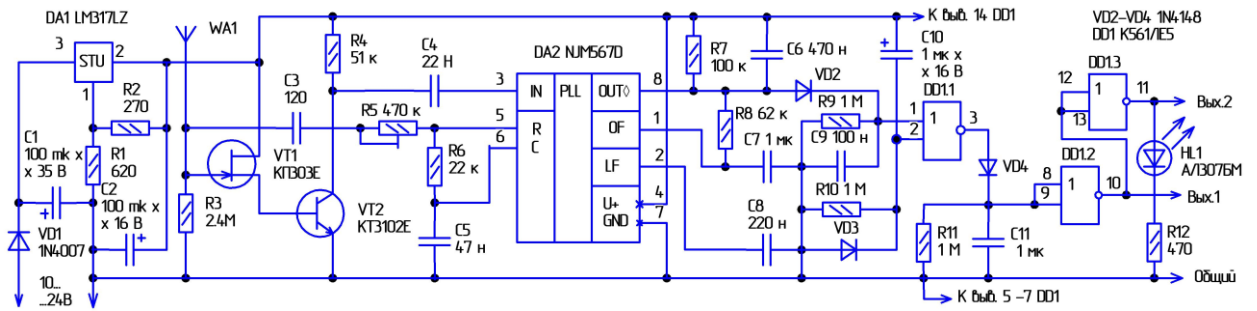 DA1 LM317LZ
3
STU
2
1
R2
270
C1
100 mk x
x 35 В
R1
620
C2
100 mk x
x 16 В
VD1
1N4007
10...
...24В
WA1
R3
2.4M
VT1
КП303Е
C3
120
R4
51 к
VT2
КТ3102Е
C4
22 Н
R5 470 к
R6
22 к
C5
47 н
DA2 NJM567D
3
5
6
IN
R
C
PLL
OUT◊
OF
LF
U+
GND
8
1
2
4
7
R7
100 к
C6 470 н
R8 62 к
VD2
R9 1 М
C7 1 мк
C9 100 н
R10 1 М
C8
220 н
VD3
К выв. 14 DD1
C10
1 мк х
х 16 В
DD1.1
1
2
1
3
VD4
R11
1 М
C11
1 мк
К выв. 5 –7 DD1
DD1.2
8
9
1
10
DD1.3
12
13
1
11
VD2–VD4 1N4148
DD1 К561ЛЕ5
Вых.2
HL1
АЛ307БМ
Вых.1
R12
470
Общий